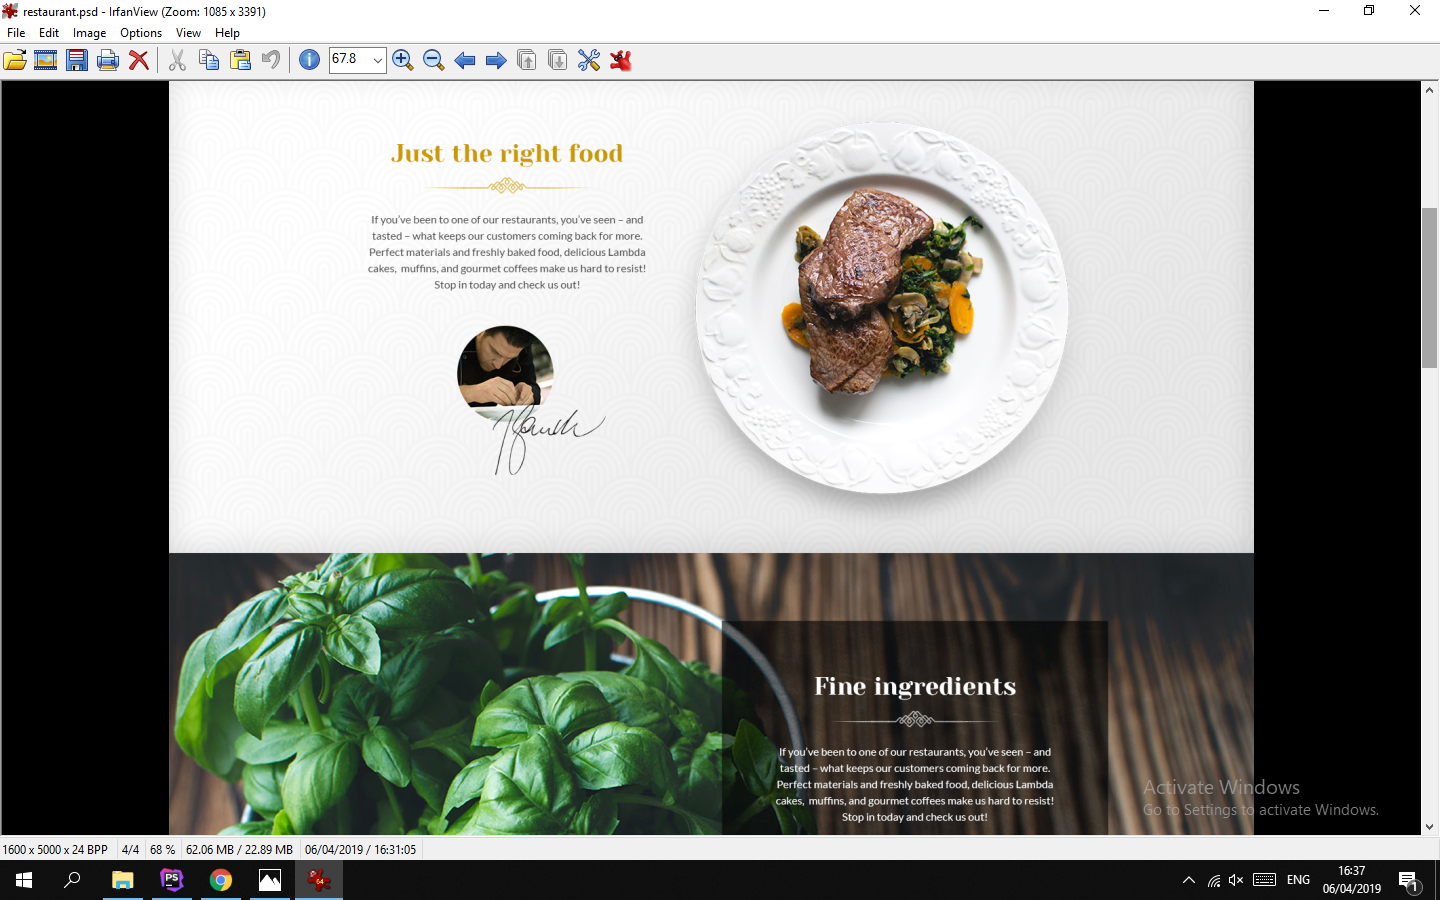 restaurant.psd - IrfanView (Zoom: 1085 x 3391)
File Edit Image Options View Help
67.8
Just the right food
If you've been to one of our restaurants, you've seen – and
tasted – what keeps our customers coming back for more.
Perfect materials and freshly baked food, delicious Lambda
cakes, muffins, and gourmet coffees make us hard to resist!
Stop in today and check us out!
Fine ingredients
If you've been to one of our restaurants, you've seen – and
tasted – what keeps our customers coming back for more.
Perfect materials and freshly baked food, delicious Lambda
cakes, muffins, and gourmet coffees make us hard to resist!
Stop in today and check us out!
Activate Windows
Go to Settings to activate Windows.
1600 x 5000 x 24 BPP 4/4 68 % 62.06 MB / 22.89 MB 06/04/2019 / 16:31:05
PS
64
ENG
16:37
06/04/2019
1